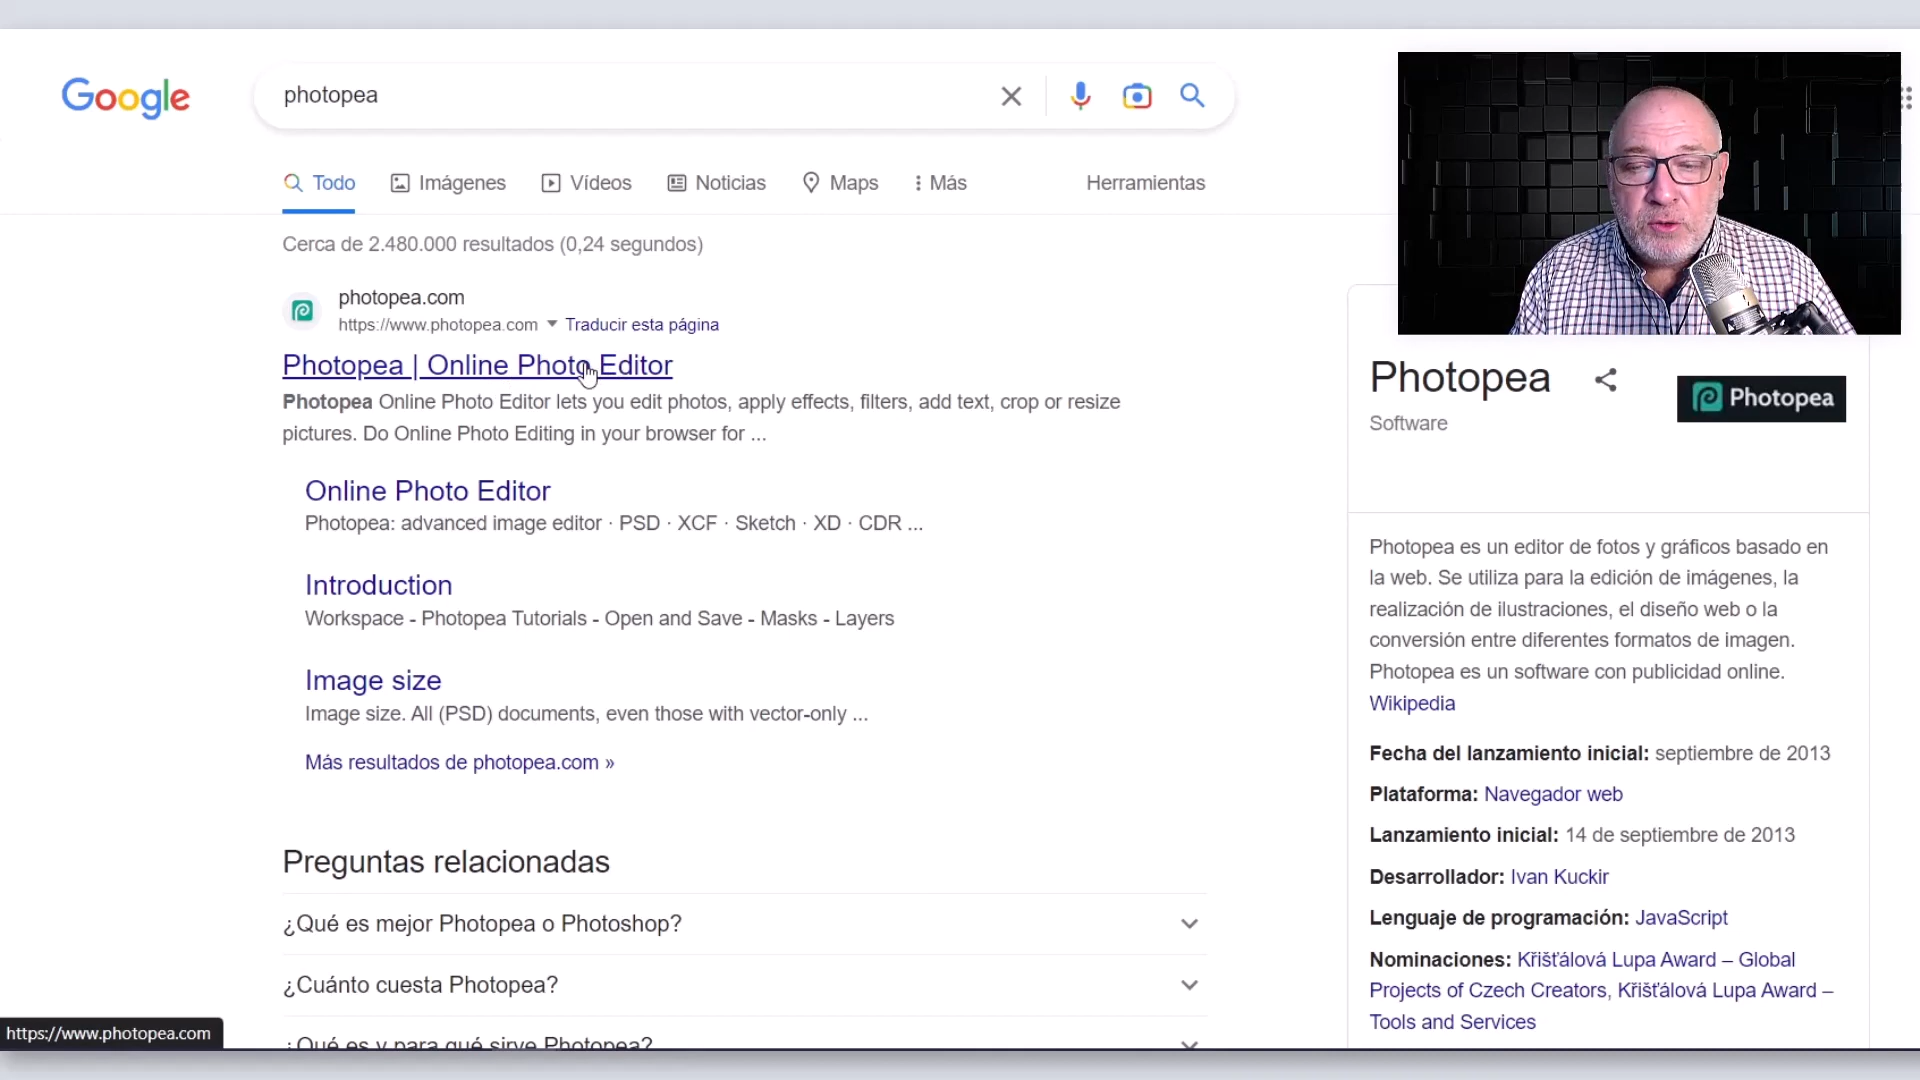 Google
photopea
Todo
Imágenes
Vídeos
Noticias
Maps
Más
Herramientas
Cerca de 2.480.000 resultados (0,24 segundos)
photopea.com
https://www.photopea.com
Traducir esta página
Photopea | Online Photo Editor
Photopea Online Photo Editor lets you edit photos, apply effects, filters, add text, crop or resize
pictures. Do Online Photo Editing in your browser for ...
Online Photo Editor
Photopea: advanced image editor · PSD · XCF · Sketch · XD · CDR ...
Introduction
Workspace - Photopea Tutorials - Open and Save - Masks - Layers
Image size
Image size. All (PSD) documents, even those with vector-only ...
Más resultados de photopea.com »
Preguntas relacionadas
¿Qué es mejor Photopea o Photoshop?
¿Cuánto cuesta Photopea?
¿Qué es y para qué sirve Photopea?
https://www.photopea.com
Photopea
Software
Photopea
Photopea es un editor de fotos y gráficos basado en
la web. Se utiliza para la edición de imágenes, la
realización de ilustraciones, el diseño web o la
conversión entre diferentes formatos de imagen.
Photopea es un software con publicidad online.
Wikipedia
Fecha del lanzamiento inicial: septiembre de 2013
Plataforma: Navegador web
Lanzamiento inicial: 14 de septiembre de 2013
Desarrollador: Ivan Kuckir
Lenguaje de programación: JavaScript
Nominaciones: Křišťálová Lupa Award – Global
Projects of Czech Creators, Křišťálová Lupa Award –
Tools and Services